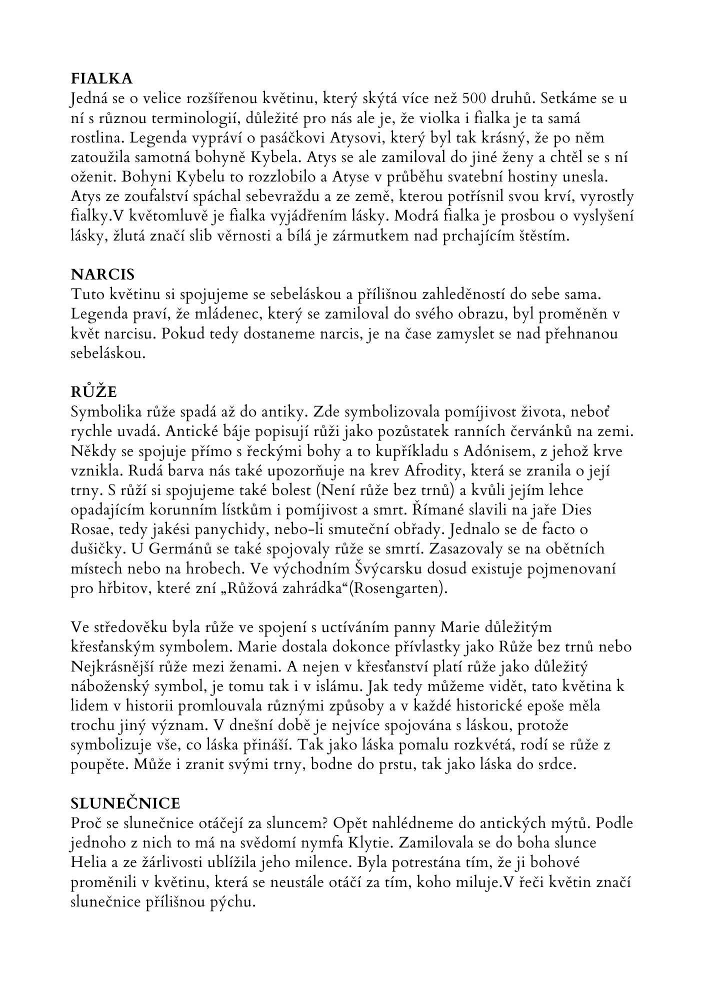 FIALKA
Jedná se o velice rozšířenou květinu, který skýtá více než 500 druhů. Setkáme se u
ní s různou terminologií, důležité pro nás ale je, že violka i fialka je ta samá
rostlina. Legenda vypráví o pasáčkovi Atysovi, který byl tak krásný, že po něm
zatoužila samotná bohyně Kybela. Atys se ale zamiloval do jiné ženy a chtěl se s ní
oženit. Bohyni Kybelu to rozzlobilo a Atyse v průběhu svatební hostiny unesla.
Atys ze zoufalství spáchal sebevraždu a ze země, kterou potřísnil svou krví, vyrostly
fialky.V květomluvě je fialka vyjádřením lásky. Modrá fialka je prosbou o vyslyšení
lásky, žlutá značí slib věrnosti a bílá je zármutkem nad prchajícím štěstím.

NARCIS
Tuto květinu si spojujeme se sebeláskou a přílišnou zahleděností do sebe sama.
Legenda praví, že mládenec, který se zamiloval do svého obrazu, byl proměněn v
květ narcisu. Pokud tedy dostaneme narcis, je na čase zamyslet se nad přehnanou
sebeláskou.

RŮŽE
Symbolika růže spadá až do antiky. Zde symbolizovala pomíjivost života, neboť
rychle uvadá. Antické báje popisují růži jako pozůstatek ranních červánků na zemi.
Někdy se spojuje přímo s řeckými bohy a to kupříkladu s Adónisem, z jehož krve
vznikla. Rudá barva nás také upozorňuje na krev Afrodity, která se zranila o její
trny. S růží si spojujeme také bolest (Není růže bez trnů) a kvůli jejím lehce
opadajícím korunním lístkům i pomíjivost a smrt. Římané slavili na jaře Dies
Rosae, tedy jakési panychidy, nebo-li smuteční obřady. Jednalo se de facto o
dušičky. U Germánů se také spojovaly růže se smrtí. Zasazovaly se na obětních
místech nebo na hrobech. Ve východním Švýcarsku dosud existuje pojmenovaní
pro hřbitov, které zní „Růžová zahrádka“(Rosengarten).

Ve středověku byla růže ve spojení s uctíváním panny Marie důležitým
křesťanským symbolem. Marie dostala dokonce přívlastky jako Růže bez trnů nebo
Nejkrásnější růže mezi ženami. A nejen v křesťanství platí růže jako důležitý
náboženský symbol, je tomu tak i v islámu. Jak tedy můžeme vidět, tato květina k
lidem v historii promlouvala různými způsoby a v každé historické epoše měla
trochu jiný význam. V dnešní době je nejvíce spojována s láskou, protože
symbolizuje vše, co láska přináší. Tak jako láska pomalu rozkvétá, rodí se růže z
poupěte. Může i zranit svými trny, bodne do prstu, tak jako láska do srdce.

SLUNEČNICE
Proč se slunečnice otáčejí za sluncem? Opět nahlédneme do antických mýtů. Podle
jednoho z nich to má na svědomí nymfa Klytie. Zamilovala se do boha slunce
Helia a ze žárlivosti ublížila jeho milence. Byla potrestána tím, že ji bohové
proměnili v květinu, která se neustále otáčí za tím, koho miluje.V řeči květin značí
slunečnice přílišnou pýchu.